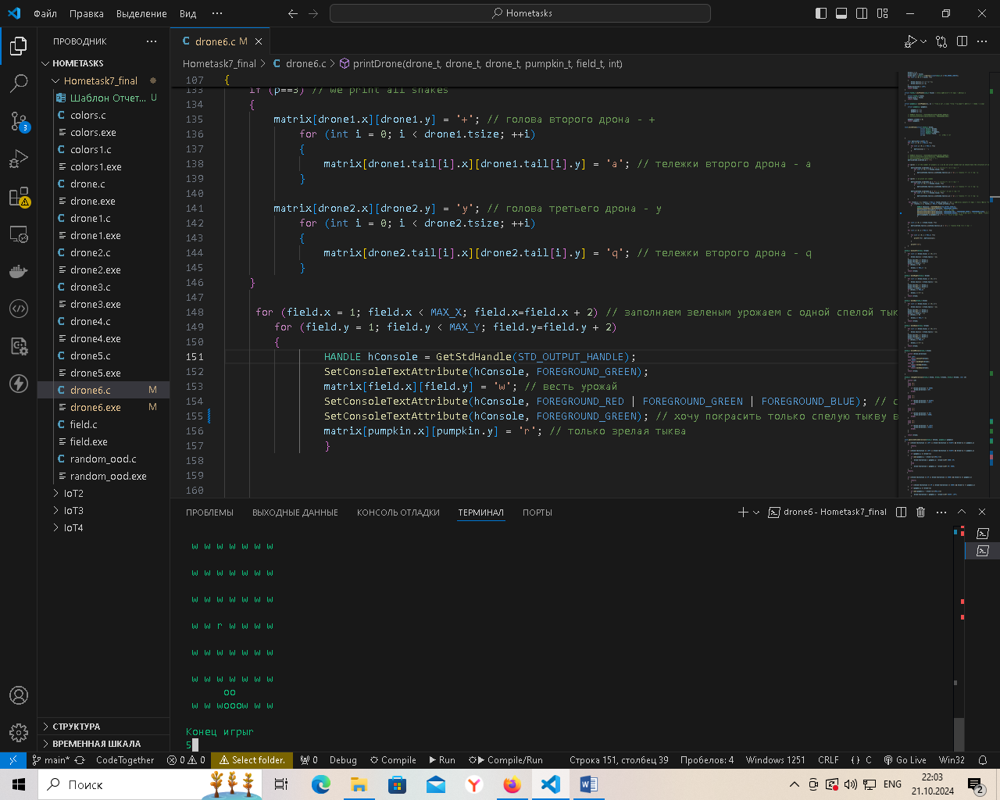 Файл Правка Выделение Вид ··· Hometasks
ПРОВОДНИК ···
HOMETASKS
Hometask7_final
Шаблон Отчет... U
colors.c
colors.exe
colors1.c
colors1.exe
drone.c
drone.exe
drone1.c
drone1.exe
drone2.c
drone2.exe
drone3.c
drone3.exe
drone4.c
drone4.exe
drone5.c
drone5.exe
drone6.c M
drone6.exe M
field.c
field.exe
random_ood.c
random_ood.exe
IoT2
IoT3
IoT4
СТРУКТУРА
ВРЕМЕННАЯ ШКАЛА
3
drone6.c M
Hometask7_final > drone6.c > printDrone(drone_t, drone_t, drone_t, pumpkin_t, field_t, int)
107 {
133 if (p==3) // we print all snakes
134 {
135 matrix[drone1.x][drone1.y] = '+'; // голова второго дрона - +
136 for (int i = 0; i < drone1.tsize; ++i)
137 {
138 matrix[drone1.tail[i].x][drone1.tail[i].y] = 'a'; // тележки второго дрона - a
139 }
140
141 matrix[drone2.x][drone2.y] = 'y'; // голова третьего дрона - y
142 for (int i = 0; i < drone2.tsize; ++i)
143 {
144 matrix[drone2.tail[i].x][drone2.tail[i].y] = 'q'; // тележки второго дрона - q
145 }
146 }
147
148 for (field.x = 1; field.x < MAX_X; field.x=field.x + 2) // заполняем зеленым урожаем с одной спелой тык
149 for (field.y = 1; field.y < MAX_Y; field.y=field.y + 2)
150 {
151 HANDLE hConsole = GetStdHandle(STD_OUTPUT_HANDLE);
152 SetConsoleTextAttribute(hConsole, FOREGROUND_GREEN);
153 matrix[field.x][field.y] = 'w'; // весть урожай
154 SetConsoleTextAttribute(hConsole, FOREGROUND_RED | FOREGROUND_GREEN | FOREGROUND_BLUE); // с
155 SetConsoleTextAttribute(hConsole, FOREGROUND_GREEN); // хочу покрасить только спелую тыкву в
156 matrix[pumpkin.x][pumpkin.y] = 'r'; // только зрелая тыква
157 }
158
159
160
ПРОБЛЕМЫ ВЫХОДНЫЕ ДАННЫЕ КОНСОЛЬ ОТЛАДКИ ТЕРМИНАЛ ПОРТЫ drone6 - Hometask7_final ···
w w w w w w w
w w w w w w w
w w w w w w w
w w r w w w w
w w w w w w w
w w w w w w w
oo
w w wooow w w
Конец игрыr
5
main* CodeTogether 0 0 Select folder. 0 Debug Compile Run Compile/Run Строка 151, столбец 39 Пробелов: 4 Windows 1251 CRLF {} C Go Live Win32
Поиск ENG 22:03
21.10.2024 2